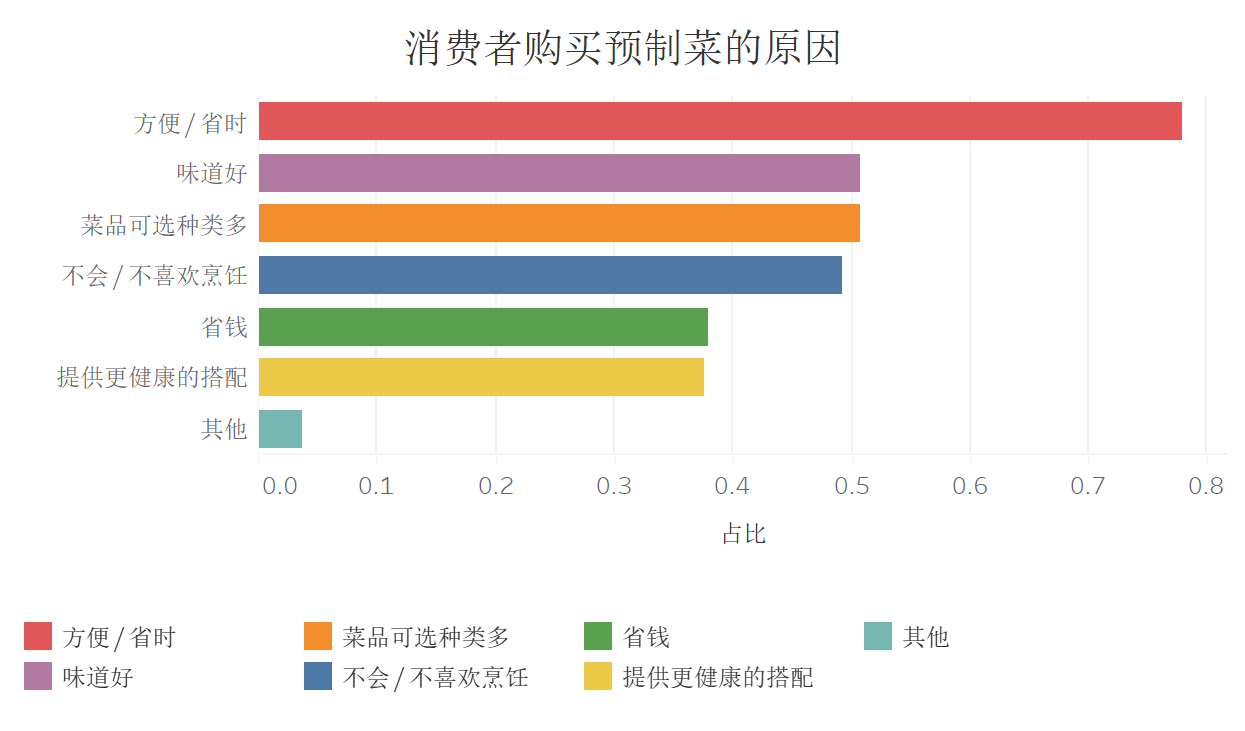 消费者购买预制菜的原因
方便/省时
味道好
菜品可选种类多
不会/不喜欢烹饪
省钱
提供更健康的搭配
其他
0.0 0.1 0.2 0.3 0.4 0.5 0.6 0.7 0.8
占比
方便/省时 菜品可选种类多 省钱 其他
味道好 不会/不喜欢烹饪 提供更健康的搭配